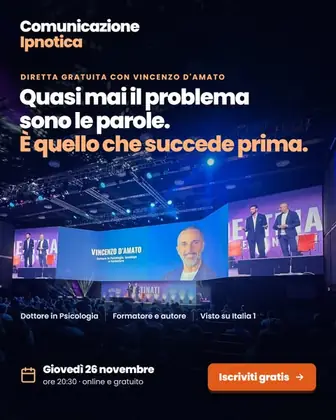 Comunicazione
Ipnotica
DIRETTA GRATUITA CON VINCENZO D'AMATO
Quasi mai il problema
sono le parole.
È quello che succede prima.
VINCENZO D'AMATO
Dottore in Psicologia
Formatore e autore
Visto su Italia 1
Giovedì 26 novembre
ore 20:30 · online e gratuito
Iscriviti gratis →